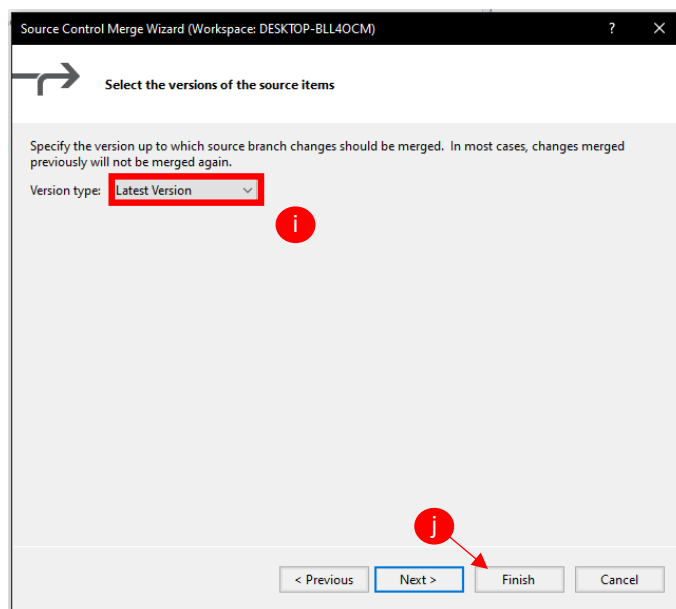 Source Control Merge Wizard (Workspace: DESKTOP-BLL4OCM) ? ×
Select the versions of the source items
Specify the version up to which source branch changes should be merged. In most cases, changes merged
previously will not be merged again.
Version type: Latest Version
i
j
< Previous Next > Finish Cancel